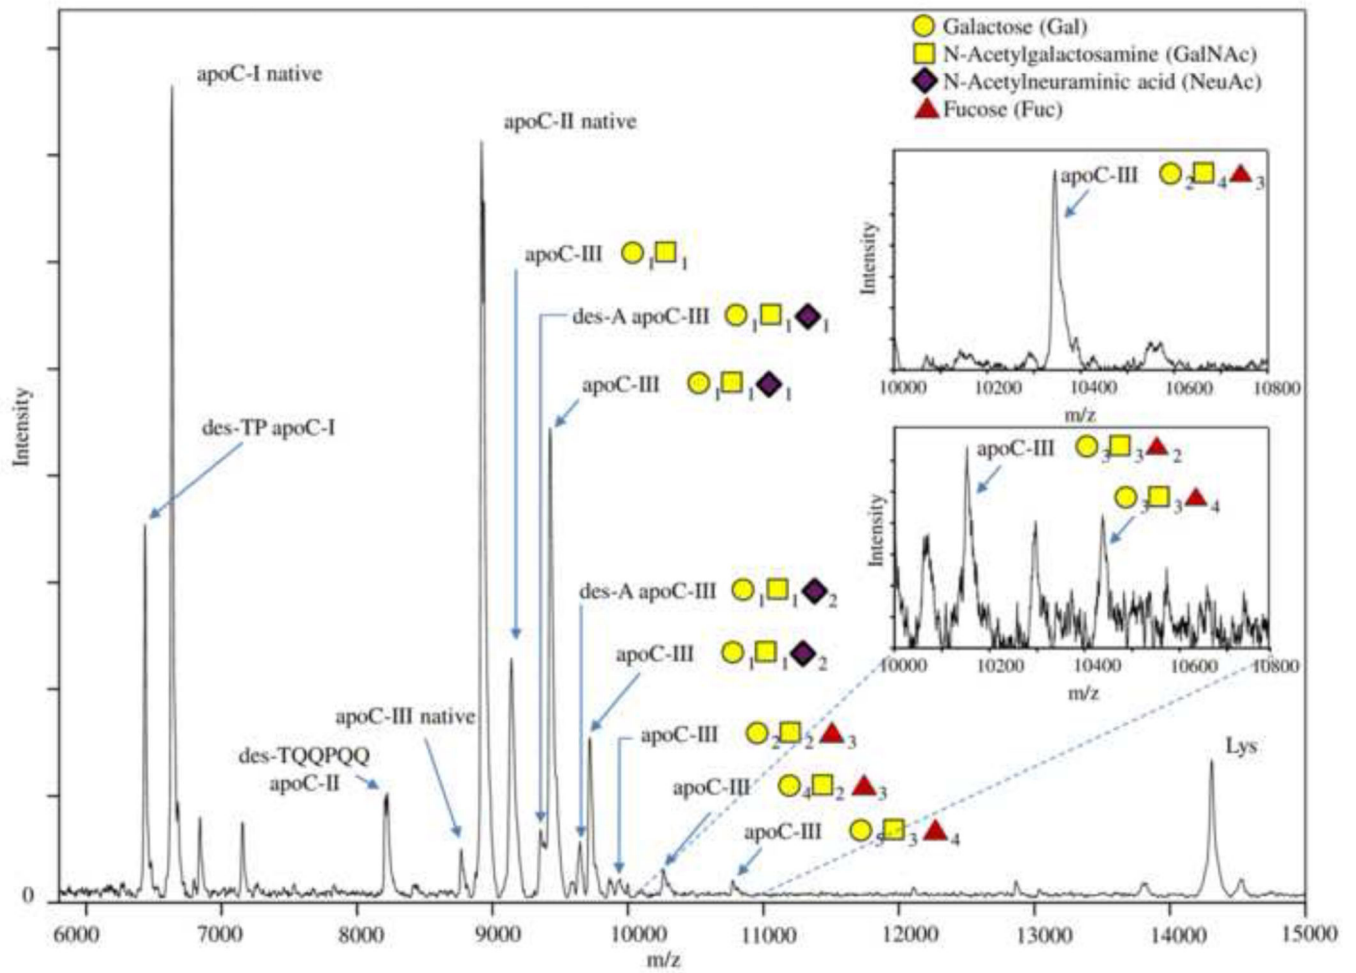 Galactose (Gal)
N-Acetylgalactosamine (GalNAc)
N-Acetylneuraminic acid (NeuAc)
Fucose (Fuc)
apoC-I native
apoC-II native
apoC-III 1 1
des-A apoC-III 1 1 1
apoC-III 1 1 1
des-TP apoC-I
des-A apoC-III 1 1 2
apoC-III 1 1 2
apoC-III native
des-TQQPQQ
apoC-II
apoC-III 2 2 3
apoC-III 4 2 3
apoC-III 5 3 4
Lys
Intensity
0
6000 7000 8000 9000 10000 11000 12000 13000 14000 15000
m/z
apoC-III 2 4 3
Intensity
10000 10200 10400 10600 10800
m/z
apoC-III 3 3 2
3 3 4
Intensity
10000 10200 10400 10600 10800
m/z